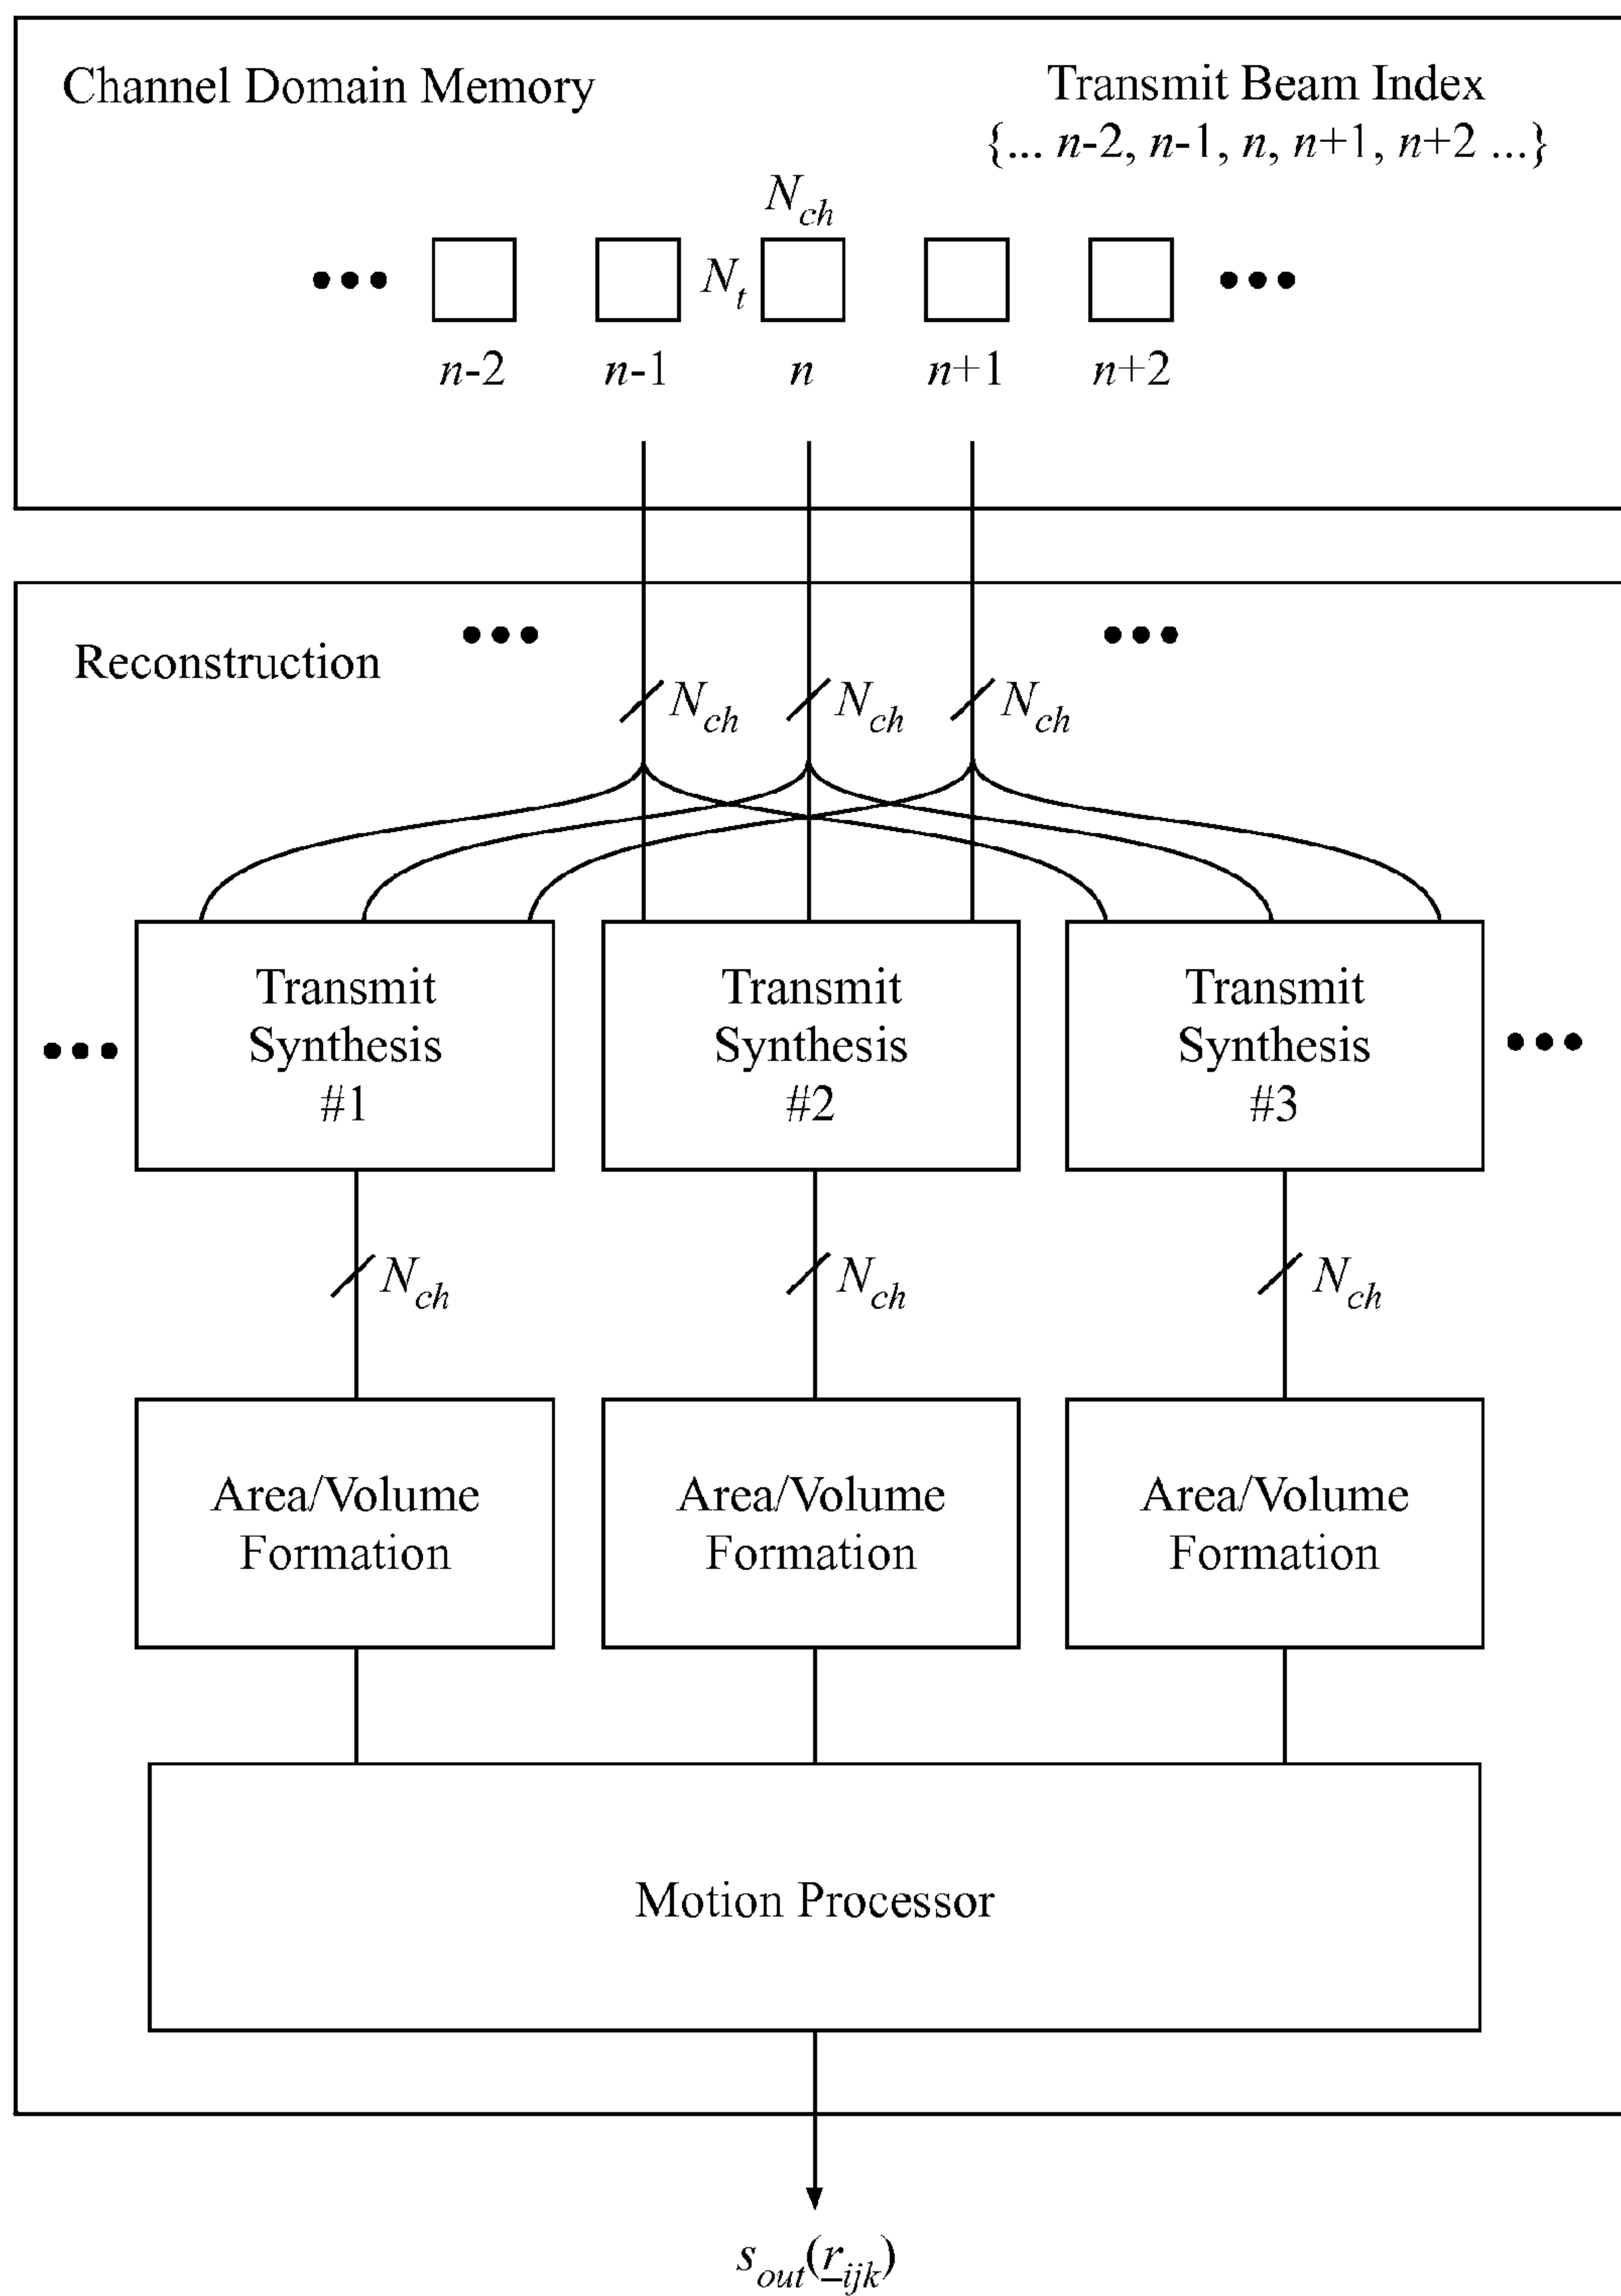 Channel Domain Memory
Transmit Beam Index
{... n-2, n-1, n, n+1, n+2 ...}
N_ch
N_t
n-2 n-1 n n+1 n+2
Reconstruction
N_ch N_ch N_ch
Transmit
Synthesis
#1
Transmit
Synthesis
#2
Transmit
Synthesis
#3
N_ch N_ch N_ch
Area/Volume
Formation
Area/Volume
Formation
Area/Volume
Formation
Motion Processor
s_out(r_ijk)